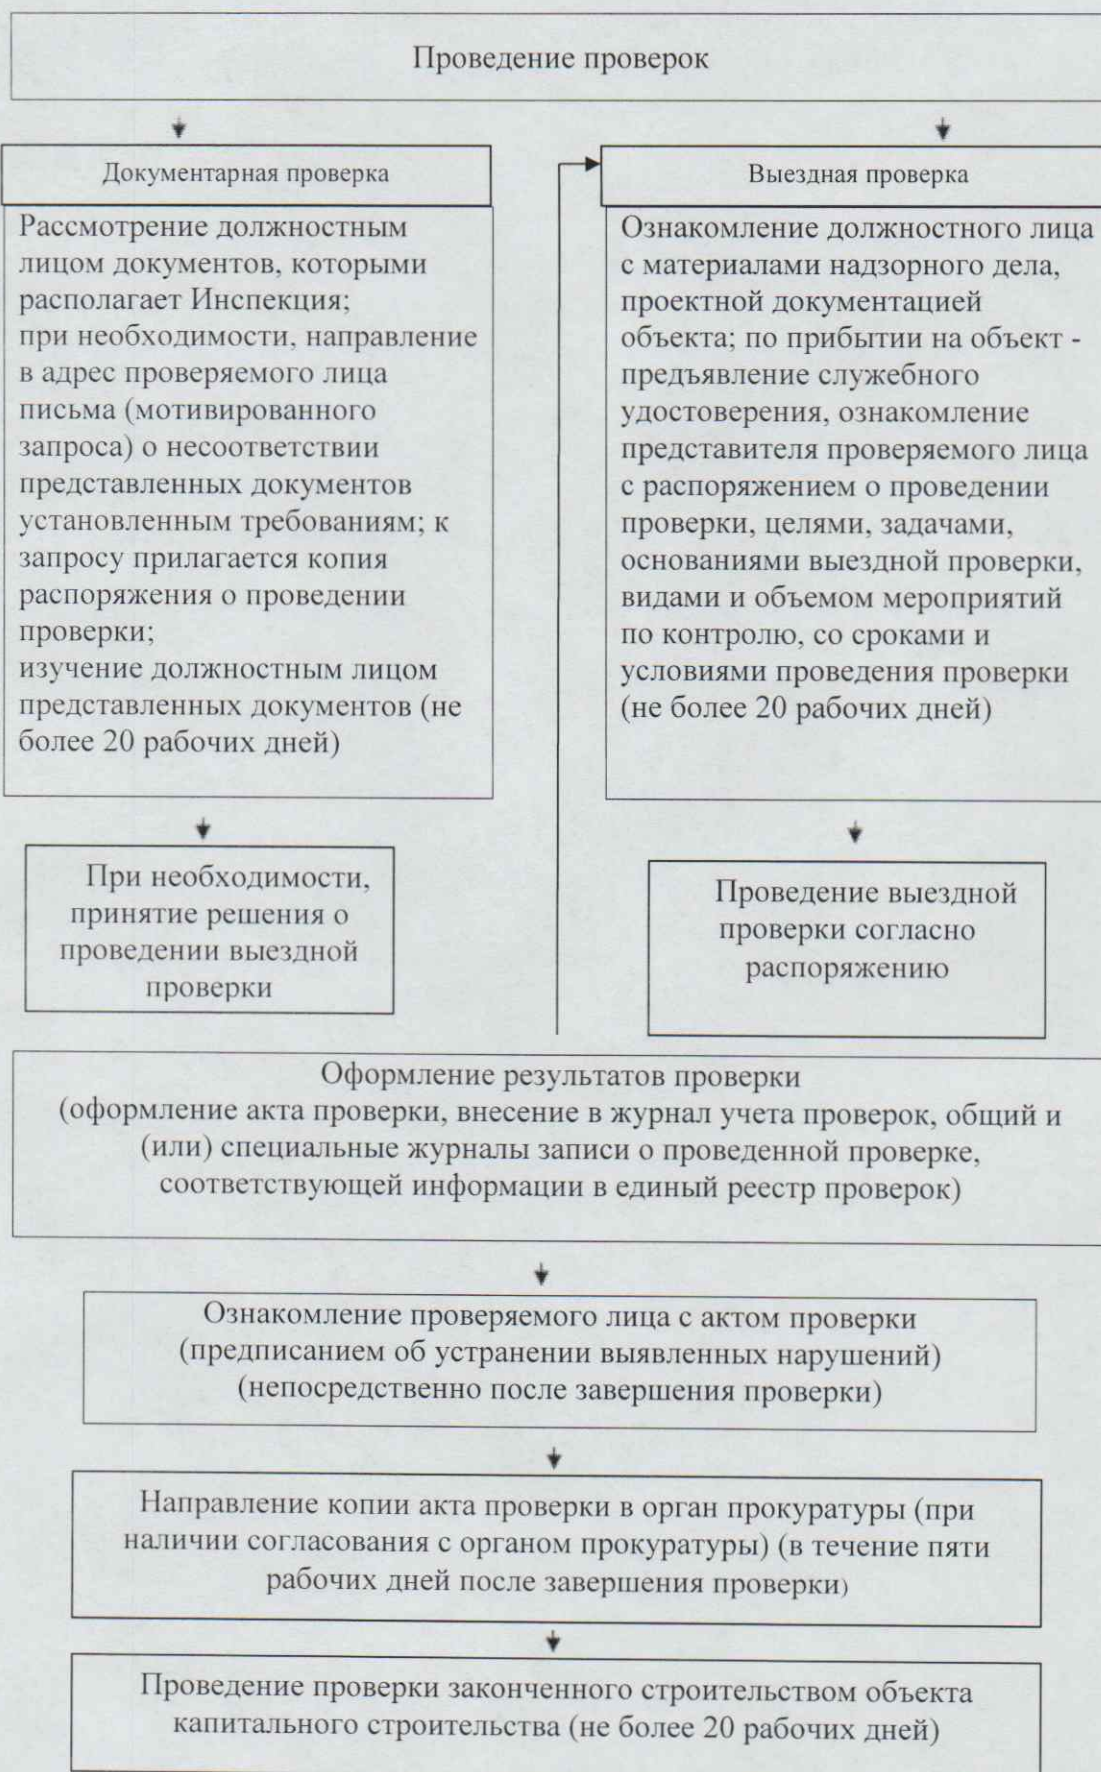 Проведение проверок
Документарная проверка
Рассмотрение должностным
лицом документов, которыми
располагает Инспекция;
при необходимости, направление
в адрес проверяемого лица
письма (мотивированного
запроса) о несоответствии
представленных документов
установленным требованиям; к
запросу прилагается копия
распоряжения о проведении
проверки;
изучение должностным лицом
представленных документов (не
более 20 рабочих дней)
При необходимости,
принятие решения о
проведении выездной
проверки
Выездная проверка
Ознакомление должностного лица
с материалами надзорного дела,
проектной документацией
объекта; по прибытии на объект -
предъявление служебного
удостоверения, ознакомление
представителя проверяемого лица
с распоряжением о проведении
проверки, целями, задачами,
основаниями выездной проверки,
видами и объемом мероприятий
по контролю, со сроками и
условиями проведения проверки
(не более 20 рабочих дней)
Проведение выездной
проверки согласно
распоряжению
Оформление результатов проверки
(оформление акта проверки, внесение в журнал учета проверок, общий и
(или) специальные журналы записи о проведенной проверке,
соответствующей информации в единый реестр проверок)
Ознакомление проверяемого лица с актом проверки
(предписанием об устранении выявленных нарушений)
(непосредственно после завершения проверки)
Направление копии акта проверки в орган прокуратуры (при
наличии согласования с органом прокуратуры) (в течение пяти
рабочих дней после завершения проверки)
Проведение проверки законченного строительством объекта
капитального строительства (не более 20 рабочих дней)